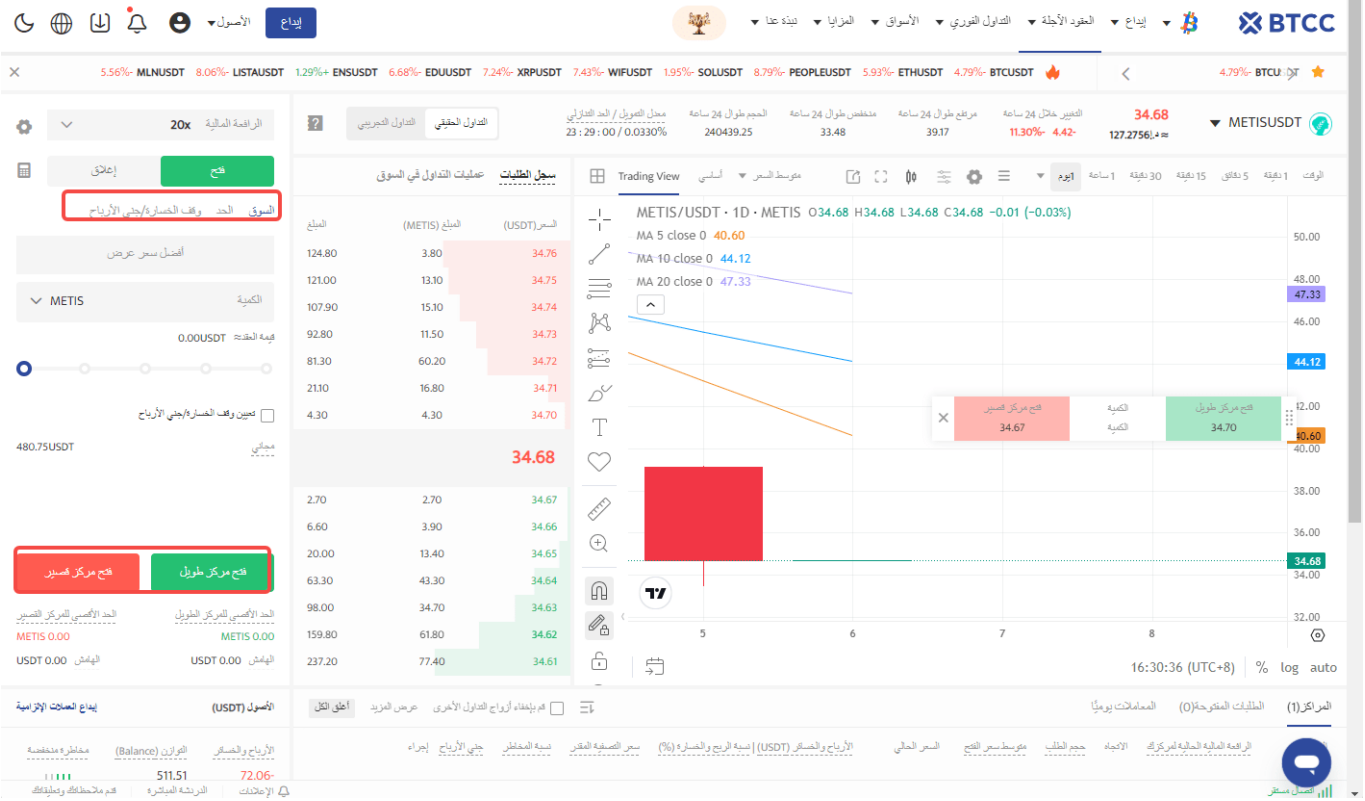 BTCC
إيداع
العقود الآجلة
التداول الفوري
الأسواق
المزايا
نبذة عنا
الأصول
إيداع
4.79%- BTCU
4.79%- BTCUSDT
5.93%- ETHUSDT
8.79%- PEOPLEUSDT
1.95%- SOLUSDT
7.43%- WIFUSDT
7.24%- XRPUSDT
6.68%- EDUUSDT
1.29%+ ENSUSDT
8.06%- LISTAUSDT
5.56%- MLNUSDT
METISUSDT
34.68
≈ د.إ127.2756
التغيير خلال 24 ساعة
11.30%- 4.42-
مرتفع طوال 24 ساعة
39.17
منخفض طوال 24 ساعة
33.48
الحجم طوال 24 ساعة
240439.25
معدل التمويل / العد التنازلي
23 : 29 : 00 / 0.0330%
التداول الحقيقي
التداول التجريبي
الرافعة المالية 20x
فتح
إغلاق
السوق
الحد
وقف الخسارة/جني الأرباح
أفضل سعر عرض
الكمية METIS
قيمة العقد≈ 0.00USDT
تعيين وقف الخسارة/جني الأرباح
مجاني 480.75USDT
فتح مركز طويل
فتح مركز قصير
الحد الأقصى للمركز الطويل
الحد الأقصى للمركز القصير
METIS 0.00
METIS 0.00
الهامش USDT 0.00
الهامش USDT 0.00
سجل الطلبات
عمليات التداول في السوق
السعر(USDT) المبلغ (METIS) المبلغ
34.76 3.80 124.80
34.75 13.10 121.00
34.74 15.10 107.90
34.73 11.50 92.80
34.72 60.20 81.30
34.71 16.80 21.10
34.70 4.30 4.30
34.68
34.67 2.70 2.70
34.66 3.90 6.60
34.65 13.40 20.00
34.64 43.30 63.30
34.63 34.70 98.00
34.62 61.80 159.80
34.61 77.40 237.20
الوقت
1 دقيقة
5 دقائق
15 دقيقة
30 دقيقة
1 ساعة
1يوم
متوسط السعر
أساسي
Trading View
METIS/USDT · 1D · METIS O34.68 H34.68 L34.68 C34.68 −0.01 (−0.03%)
MA 5 close 0 40.60
MA 10 close 0 44.12
MA 20 close 0 47.33
50.00
48.00
47.33
46.00
44.12
42.00
40.60
40.00
38.00
36.00
34.68
34.00
32.00
فتح مركز طويل
34.70
الكمية
الكمية
فتح مركز قصير
34.67
5 6 7 8
16:30:36 (UTC+8) % log auto
المراكز(1)
الطلبات المفتوحة(0)
المعاملات يوميًا
قم بإخفاء أزواج التداول الأخرى
عرض المزيد
أغلق الكل
الرافعة المالية الحالية لمركزك
الاتجاه
حجم الطلب
متوسط سعر الفتح
السعر الحالي
الأرباح والخسائر (USDT) | نسبة الربح والخسارة (%)
سعر التصفية المقدر
نسبة المخاطر
جني الأرباح
إجراء
الأصول (USDT)
إيداع العملات الإلزامية
الأرباح والخسائر
التوازن (Balance)
مخاطرة منخفضة
72.06-
511.51
اتصال مستقر
الإعلانات
الدردشة المباشرة
قدم ملاحظاتك وتعليقاتك